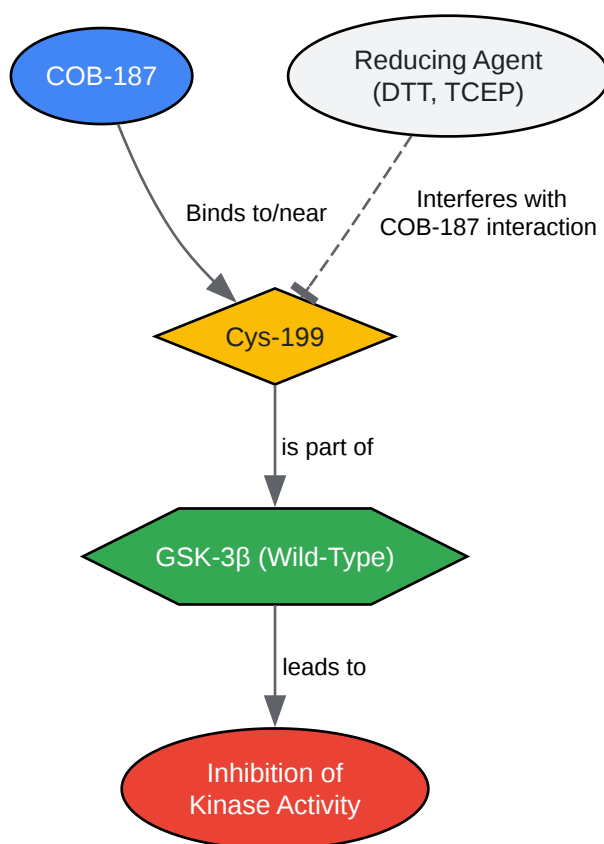 COB-187
Reducing Agent
(DTT, TCEP)
Binds to/near
Interferes with
COB-187 interaction
Cys-199
is part of
GSK-3β (Wild-Type)
leads to
Inhibition of
Kinase Activity